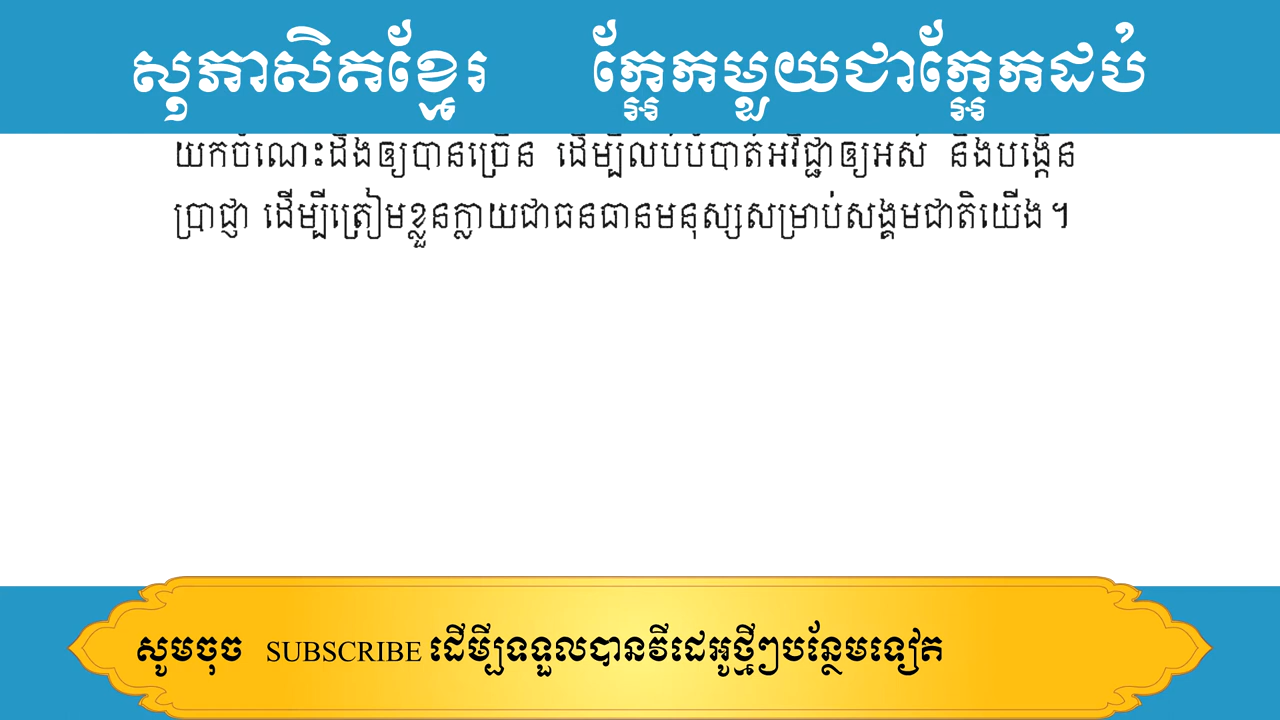 សុភាសិតខ្មែរ ក្អែកមួយជាក្អែកដប់
យកចំណេះដឹងឲ្យបានច្រើន ដើម្បីលប់បំបាត់អវិជ្ជាឲ្យអស់ និងបង្កើន
ប្រាជ្ញា ដើម្បីត្រៀមខ្លួនក្លាយជាធនធានមនុស្សសម្រាប់សង្គមជាតិយើង។
សូមចុច SUBSCRIBE ដើម្បីទទួលបានវីដេអូថ្មីៗបន្ថែមទៀត